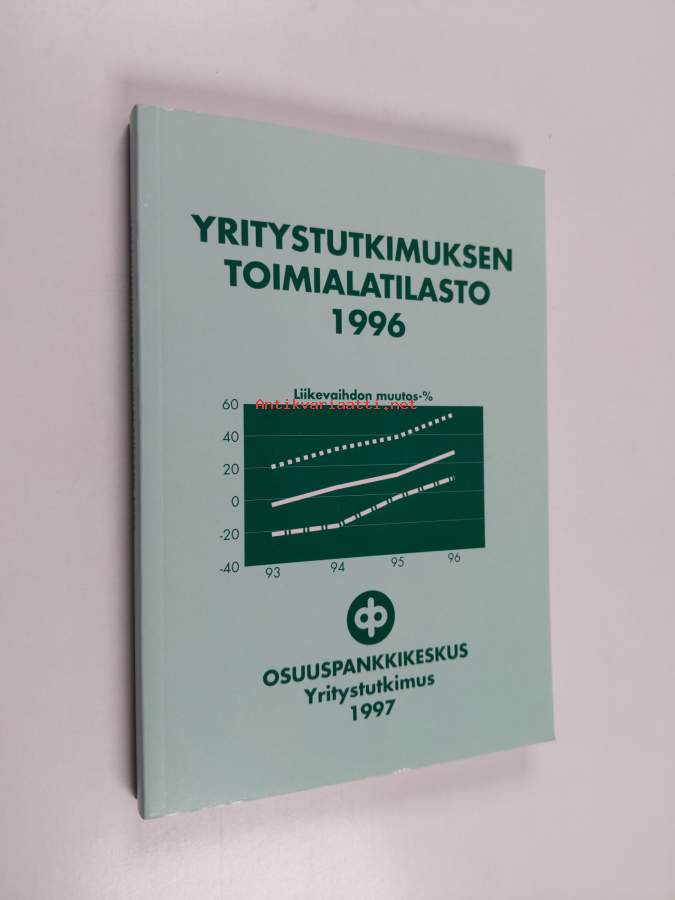 YRITYSTUTKIMUKSEN
TOIMIALATILASTO
1996
Liikevaihdon muutos-%
Antikvariaatti.net
60
40
20
0
-20
-40
93 94 95 96
OSUUSPANKKIKESKUS
Yritystutkimus
1997